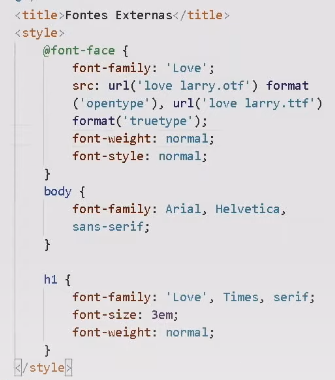 <title>Fontes Externas</title>
<style>
@font-face {
font-family: 'Love';
src: url('love larry.otf') format
('opentype'), url('love larry.ttf')
format('truetype');
font-weight: normal;
font-style: normal;
}
body {
font-family: Arial, Helvetica,
sans-serif;
}
h1 {
font-family: 'Love', Times, serif;
font-size: 3em;
font-weight: normal;
}
</style>